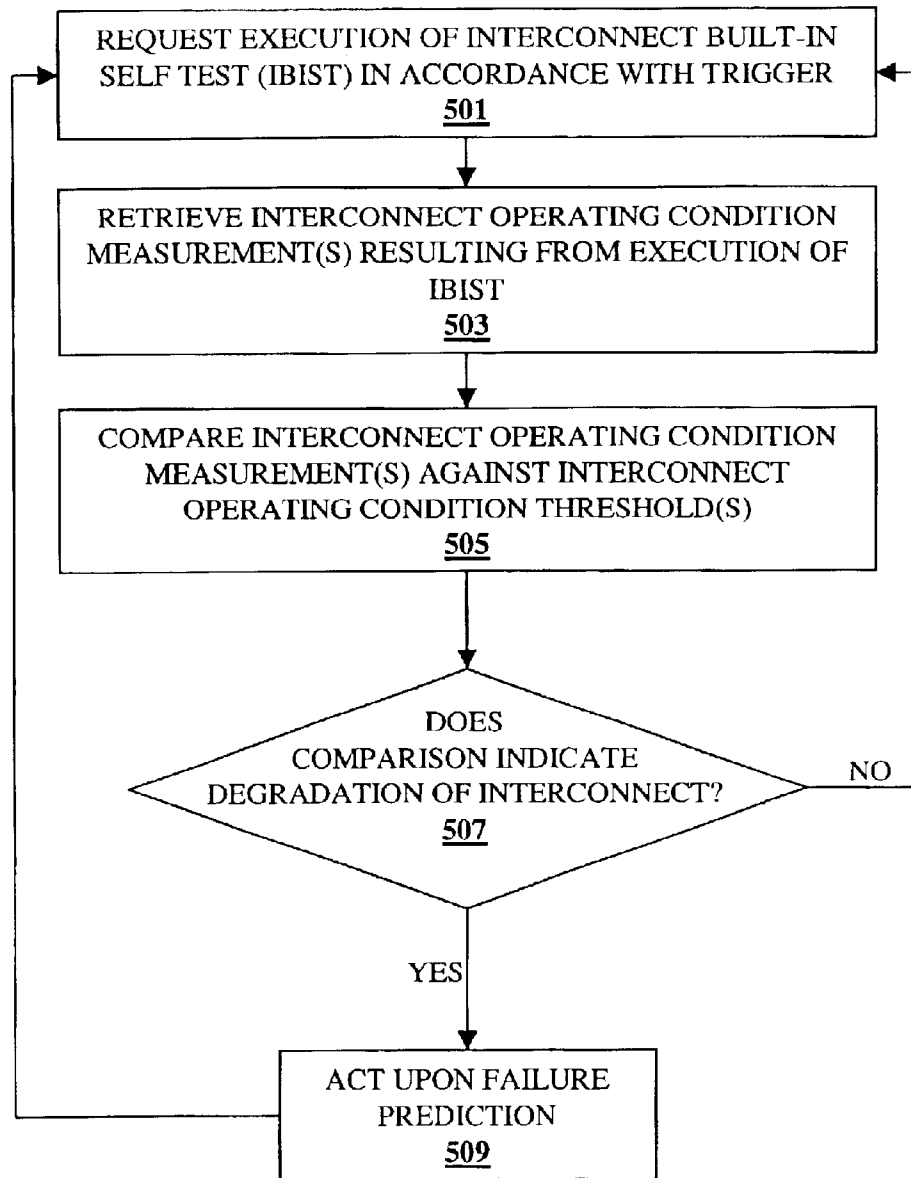 REQUEST EXECUTION OF INTERCONNECT BUILT-IN
SELF TEST (IBIST) IN ACCORDANCE WITH TRIGGER
501
RETRIEVE INTERCONNECT OPERATING CONDITION
MEASUREMENT(S) RESULTING FROM EXECUTION OF
IBIST
503
COMPARE INTERCONNECT OPERATING CONDITION
MEASUREMENT(S) AGAINST INTERCONNECT
OPERATING CONDITION THRESHOLD(S)
505
DOES
COMPARISON INDICATE
DEGRADATION OF INTERCONNECT?
507
NO
YES
ACT UPON FAILURE
PREDICTION
509